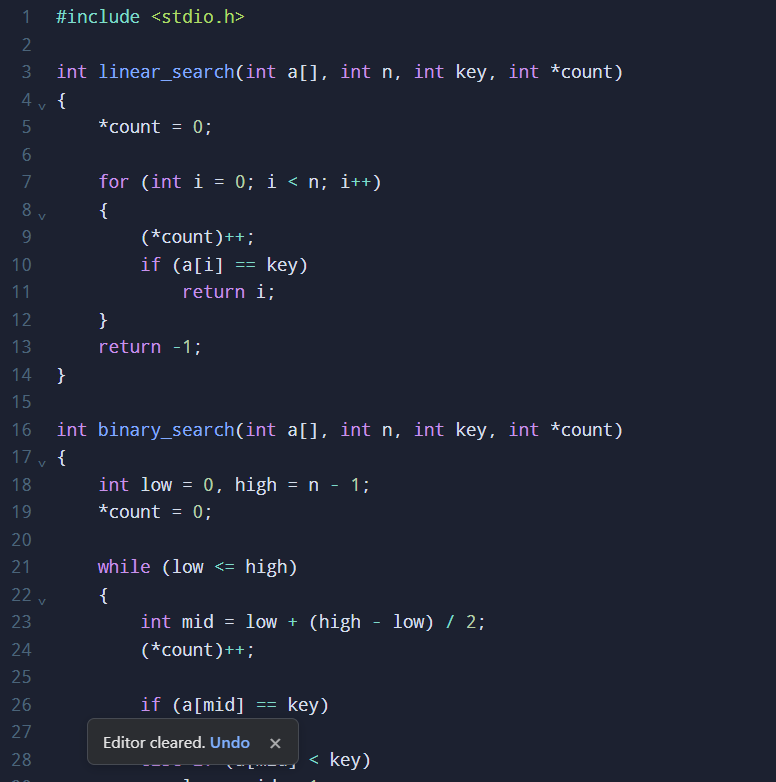 1 #include <stdio.h>
2
3 int linear_search(int a[], int n, int key, int *count)
4 {
5 *count = 0;
6
7 for (int i = 0; i < n; i++)
8 {
9 (*count)++;
10 if (a[i] == key)
11 return i;
12 }
13 return -1;
14 }
15
16 int binary_search(int a[], int n, int key, int *count)
17 {
18 int low = 0, high = n - 1;
19 *count = 0;
20
21 while (low <= high)
22 {
23 int mid = low + (high - low) / 2;
24 (*count)++;
25
26 if (a[mid] == key)
27
Editor cleared. Undo ×
28 < key)